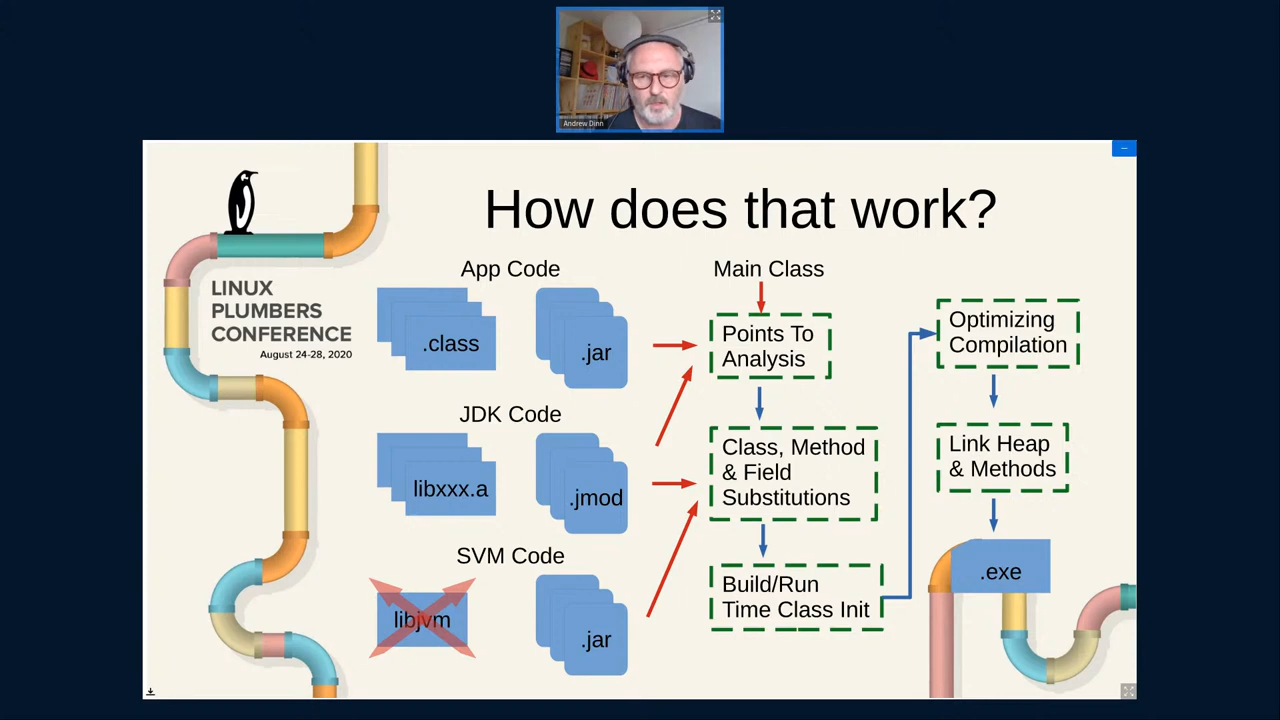 Andrew Dinn
How does that work?
LINUX
PLUMBERS
CONFERENCE
August 24-28, 2020
App Code
.class
.jar
JDK Code
libxxx.a
.jmod
SVM Code
libjvm
.jar
Main Class
Points To
Analysis
Class, Method
& Field
Substitutions
Build/Run
Time Class Init
Optimizing
Compilation
Link Heap
& Methods
.exe